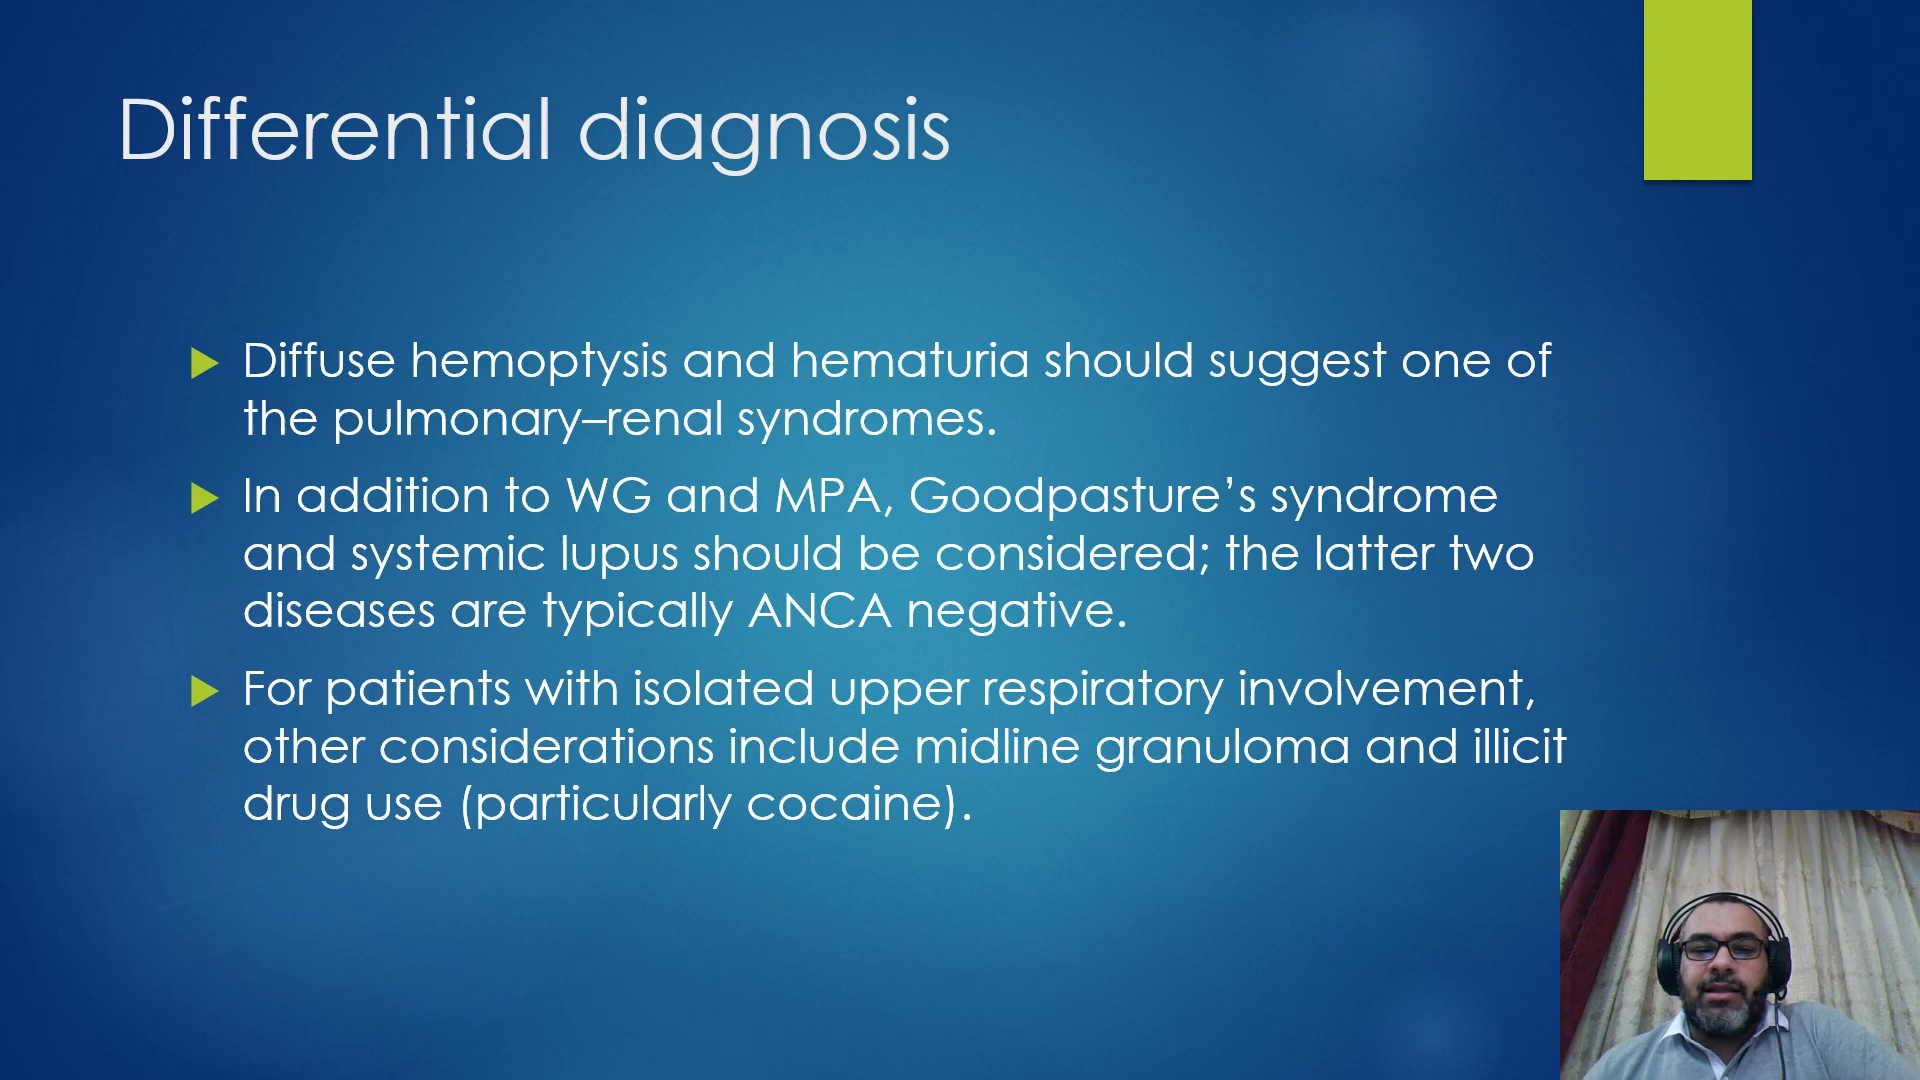 Differential diagnosis
Diffuse hemoptysis and hematuria should suggest one of
the pulmonary–renal syndromes.
In addition to WG and MPA, Goodpasture’s syndrome
and systemic lupus should be considered; the latter two
diseases are typically ANCA negative.
For patients with isolated upper respiratory involvement,
other considerations include midline granuloma and illicit
drug use (particularly cocaine).